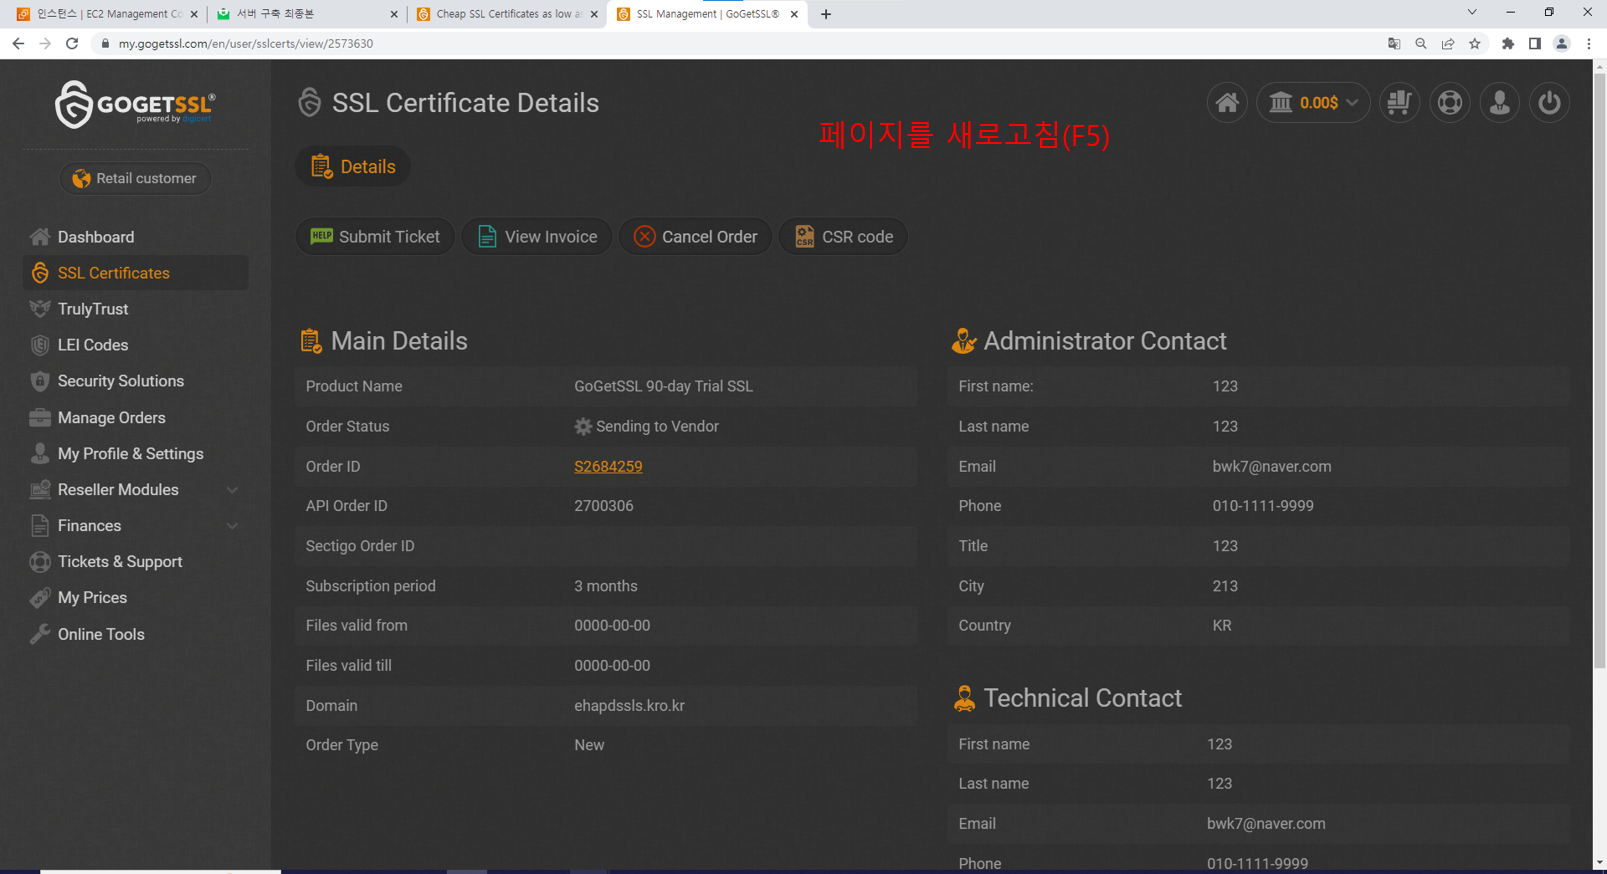 인스턴스 | EC2 Management Co
서버 구축 최종본
Cheap SSL Certificates as low as
SSL Management | GoGetSSL®
my.gogetssl.com/en/user/sslcerts/view/2573630
GOGETSSL®
powered by digicert
Retail customer
Dashboard
SSL Certificates
TrulyTrust
LEI Codes
Security Solutions
Manage Orders
My Profile & Settings
Reseller Modules
Finances
Tickets & Support
My Prices
Online Tools
SSL Certificate Details
0.00$
페이지를 새로고침(F5)
Details
HELP Submit Ticket
View Invoice
Cancel Order
CSR CSR code
Main Details
Product Name GoGetSSL 90-day Trial SSL
Order Status Sending to Vendor
Order ID S2684259
API Order ID 2700306
Sectigo Order ID
Subscription period 3 months
Files valid from 0000-00-00
Files valid till 0000-00-00
Domain ehapdssls.kro.kr
Order Type New
Administrator Contact
First name: 123
Last name 123
Email bwk7@naver.com
Phone 010-1111-9999
Title 123
City 213
Country KR
Technical Contact
First name 123
Last name 123
Email bwk7@naver.com
Phone 010-1111-9999